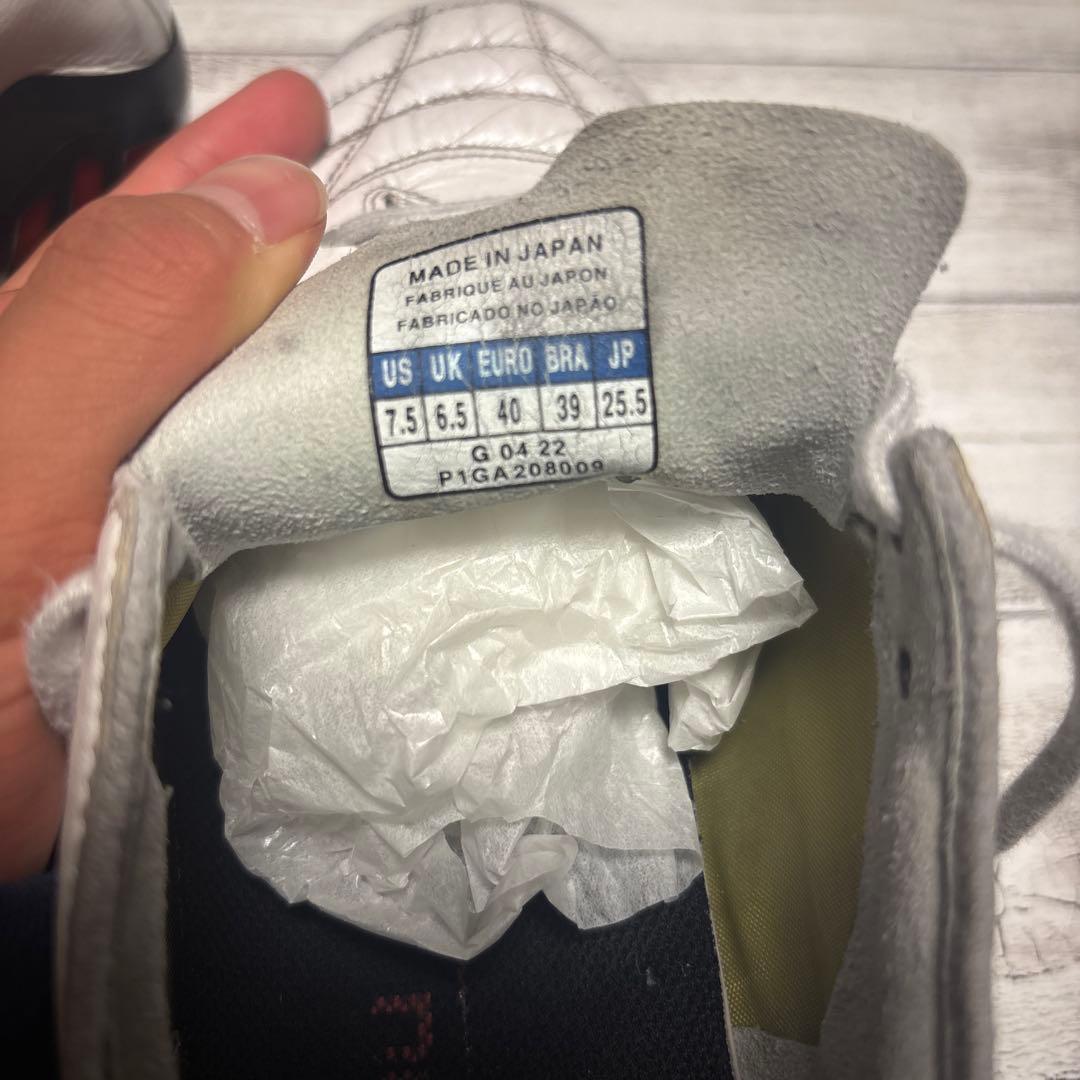 MADE IN JAPAN
FABRIQUE AU JAPON
FABRICADO NO JAPÃO
US UK EURO BRA JP
7.5 6.5 40 39 25.5
G 04 22
P1GA208009